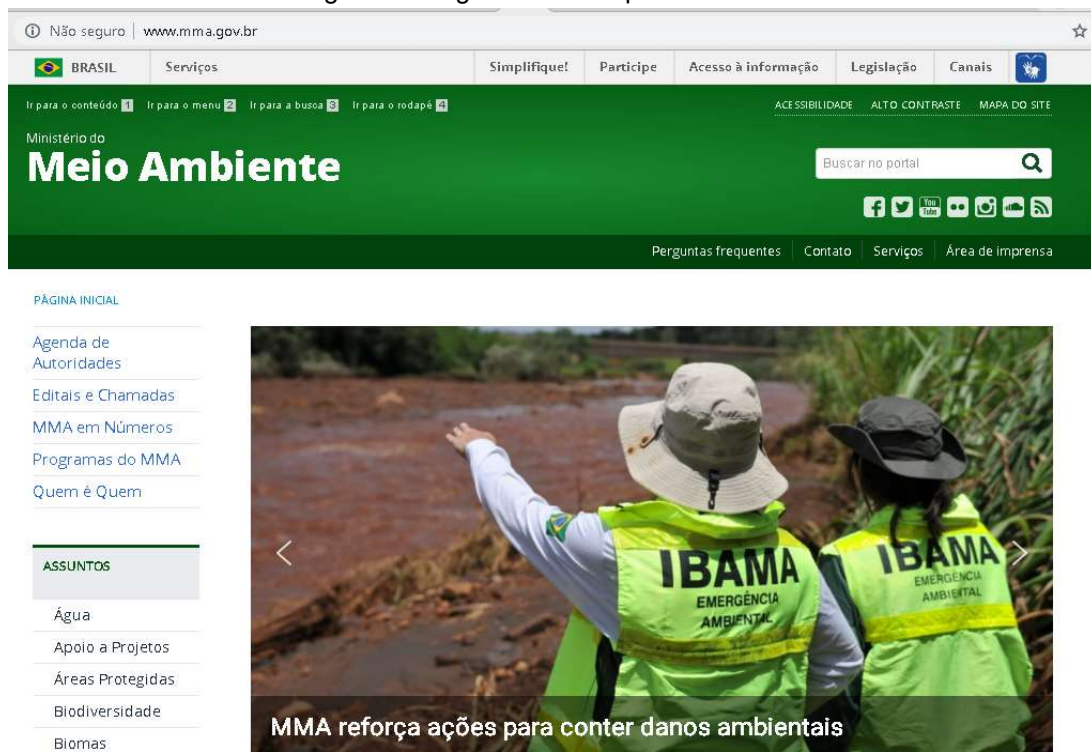 Não seguro | www.mma.gov.br
BRASIL Serviços Simplifique! Participe Acesso à informação Legislação Canais
Ir para o conteúdo 1 Ir para o menu 2 Ir para a busca 3 Ir para o rodapé 4 ACESSIBILIDADE ALTO CONTRASTE MAPA DO SITE
Ministério do
Meio Ambiente
Buscar no portal
You Tube
Perguntas frequentes Contato Serviços Área de imprensa
PÁGINA INICIAL
Agenda de
Autoridades
Editais e Chamadas
MMA em Números
Programas do MMA
Quem é Quem
ASSUNTOS
Água
Apoio a Projetos
Áreas Protegidas
Biodiversidade
Biomas
IBAMA
EMERGÊNCIA
AMBIENTAL
IBAMA
EMERGÊNCIA
AMBIENTAL
MMA reforça ações para conter danos ambientais